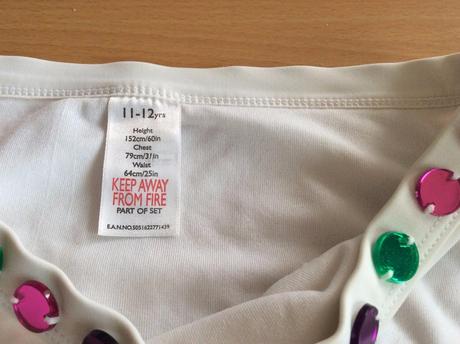 11-12yrs
Height
152cm/60in
Chest
79cm/31in
Waist
64cm/25in
KEEP AWAY
FROM FIRE
PART OF SET
E.A.N.NO.5051622771439